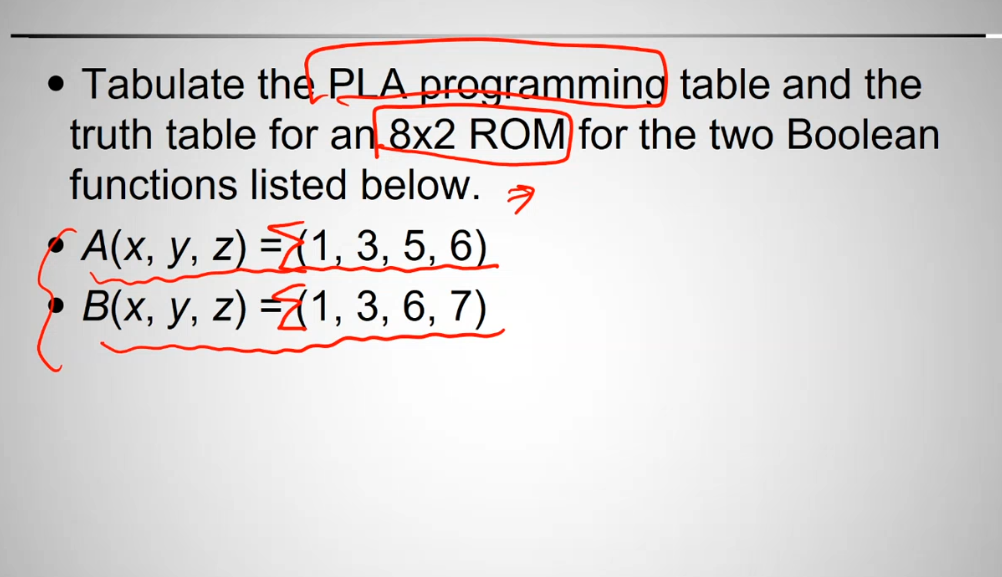 • Tabulate the PLA programming table and the
truth table for an 8x2 ROM for the two Boolean
functions listed below.
• A(x, y, z) = Σ(1, 3, 5, 6)
• B(x, y, z) = Σ(1, 3, 6, 7)